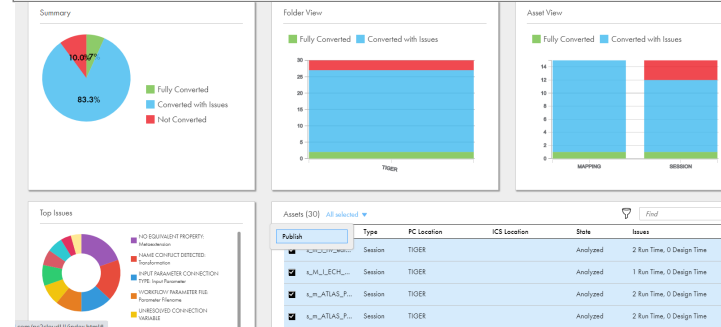 Summary
10.0%
7%
83.3%
Fully Converted
Converted with Issues
Not Converted
Folder View
Fully Converted Converted with Issues
30
25
20
15
10
5
0
TIGER
Asset View
Fully Converted Converted with Issues
14
12
10
8
6
4
2
0
MAPPING SESSION
Top Issues
NO EQUIVALENT PROPERTY:
Metaextension
NAME CONFLICT DETECTED:
Transformation
INPUT PARAMETER CONNECTION
TYPE: Input Parameter
WORKFLOW PARAMETER FILE:
Parameter Filename
UNRESOLVED CONNECTION
VARIABLE
Assets (30) All selected
Find
Publish
Type PC Location ICS Location State Issues
Session TIGER Analyzed 2 Run Time, 0 Design Time
s_M_I_ECH_... Session TIGER Analyzed 1 Run Time, 0 Design Time
s_m_ATLAS_P... Session TIGER Analyzed 2 Run Time, 0 Design Time
s_m_ATLAS_P... Session TIGER Analyzed 2 Run Time, 0 Design Time